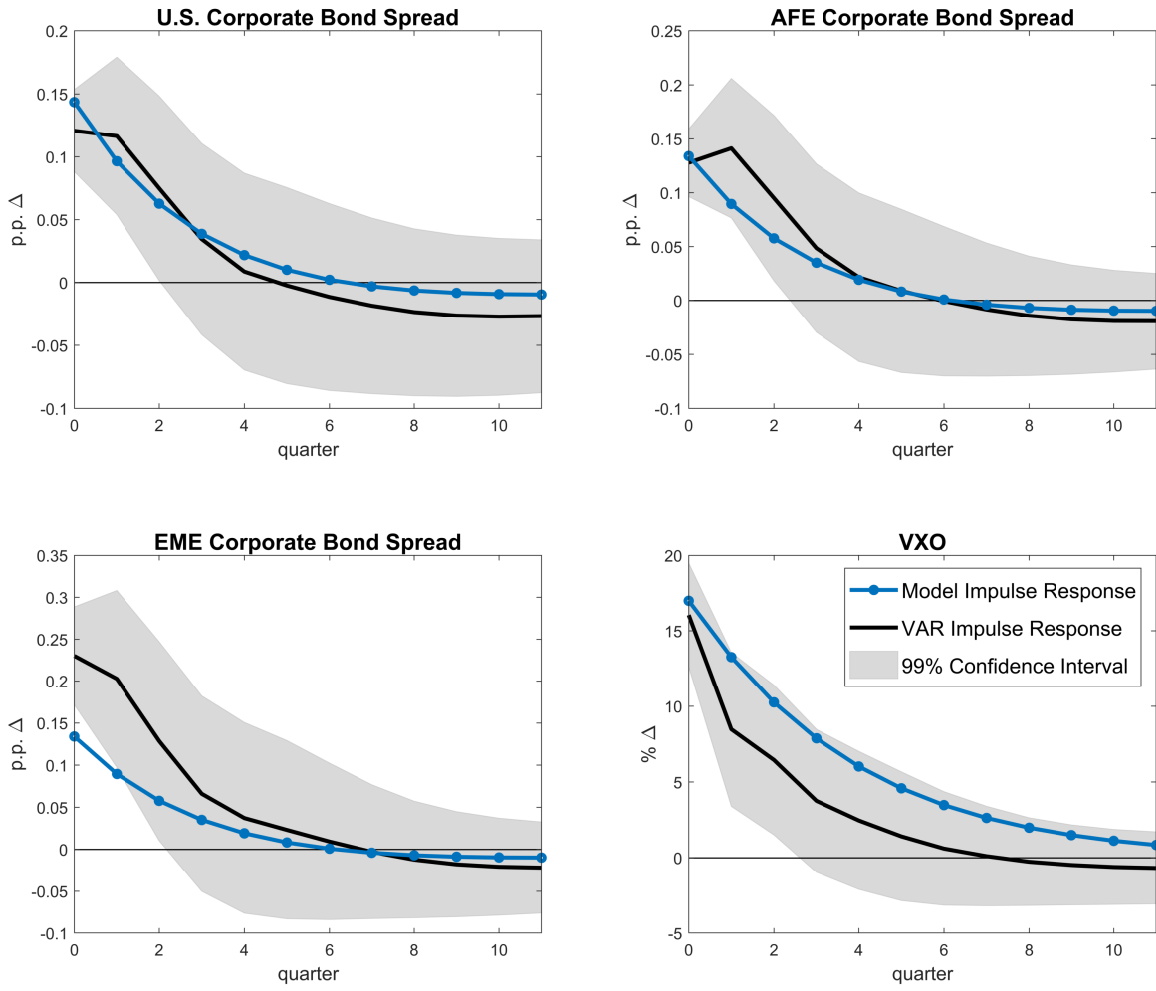 U.S. Corporate Bond Spread
0.2
0.15
0.1
0.05
0
-0.05
-0.1
p.p. Δ
0 2 4 6 8 10
quarter
AFE Corporate Bond Spread
0.25
0.2
0.15
0.1
0.05
0
-0.05
-0.1
p.p. Δ
0 2 4 6 8 10
quarter
EME Corporate Bond Spread
0.35
0.3
0.25
0.2
0.15
0.1
0.05
0
-0.05
-0.1
p.p. Δ
0 2 4 6 8 10
quarter
VXO
20
15
10
5
0
-5
% Δ
Model Impulse Response
VAR Impulse Response
99% Confidence Interval
0 2 4 6 8 10
quarter